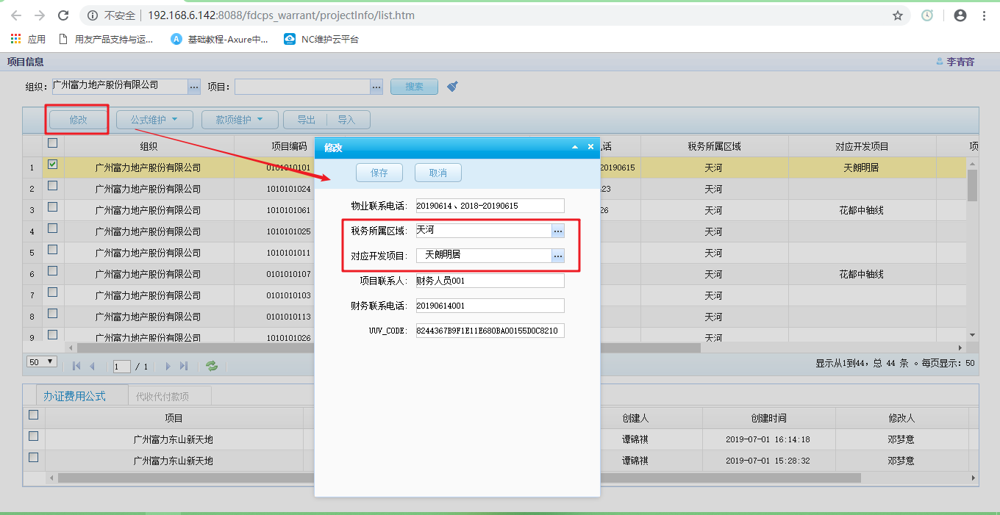 不安全 192.168.6.142:8088/fdcps_warrant/projectInfo/list.htm
应用 用友产品支持与运... 基础教程-Axure中... NC维护云平台
项目信息 李青容
组织: 广州富力地产股份有限公司 ... 项目: ... 搜索
修改 公式维护 款项维护 导出 导入
组织 项目编码 电话 税务所属区域 对应开发项目 项
1 广州富力地产股份有限公司 0101010101 20190615 天河 天朗明居
2 广州富力地产股份有限公司 1010101024 23 天河
3 广州富力地产股份有限公司 1010101061 26 天河 花都中轴线
4 广州富力地产股份有限公司 1010101025 天河
5 广州富力地产股份有限公司 1010101011 天河
6 广州富力地产股份有限公司 0101010107 天河 花都中轴线
7 广州富力地产股份有限公司 0101010103 天河
8 广州富力地产股份有限公司 0101010113 天河
9 广州富力地产股份有限公司 1010101026 天河
50 1 / 1 显示从1到44，总 44 条 。每页显示：50
修改
保存 取消
物业联系电话: 20190614、2018-20190615
税务所属区域: 天河 ...
对应开发项目: 天朗明居 ...
项目联系人: 财务人员001
财务联系电话: 20190614001
UUV_CODE: 8244367B9F1E11E680BA00155D0C8210
办证费用公式 代收代付款项
项目 创建人 创建时间 修改人
广州富力东山新天地 谭锦祺 2019-07-01 16:14:18 邓梦意
广州富力东山新天地 谭锦祺 2019-07-01 15:28:32 邓梦意